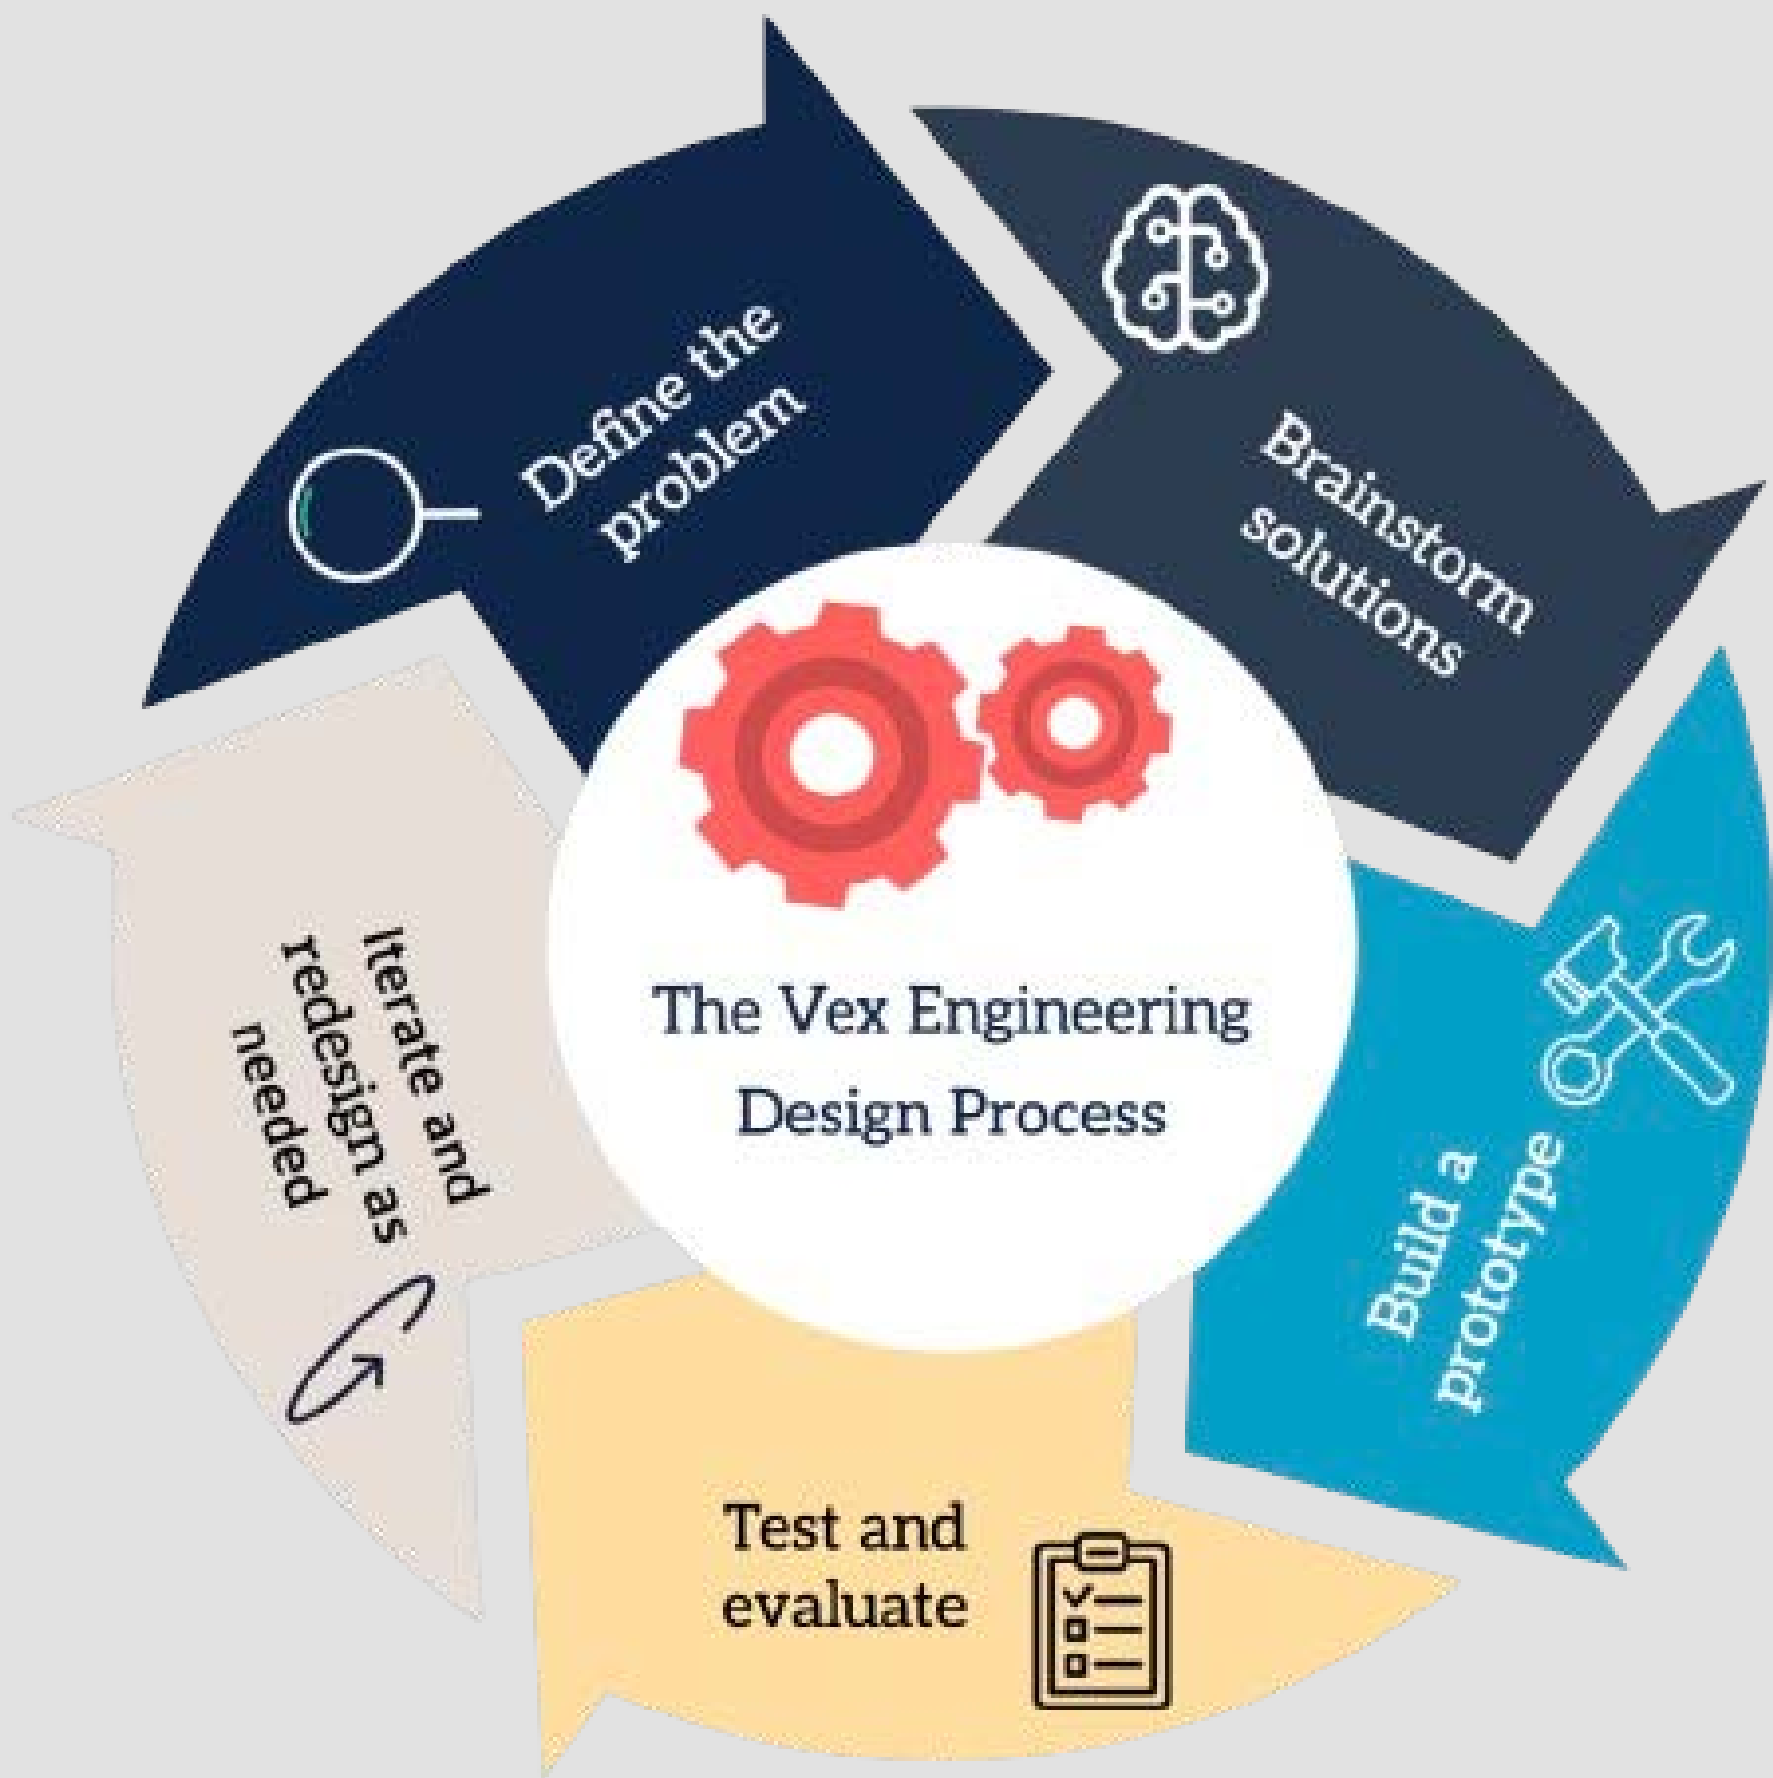 Define the
problem
Brainstorm
solutions
Build a
prototype
Test and
evaluate
Iterate and
redesign as
needed
The Vex Engineering
Design Process